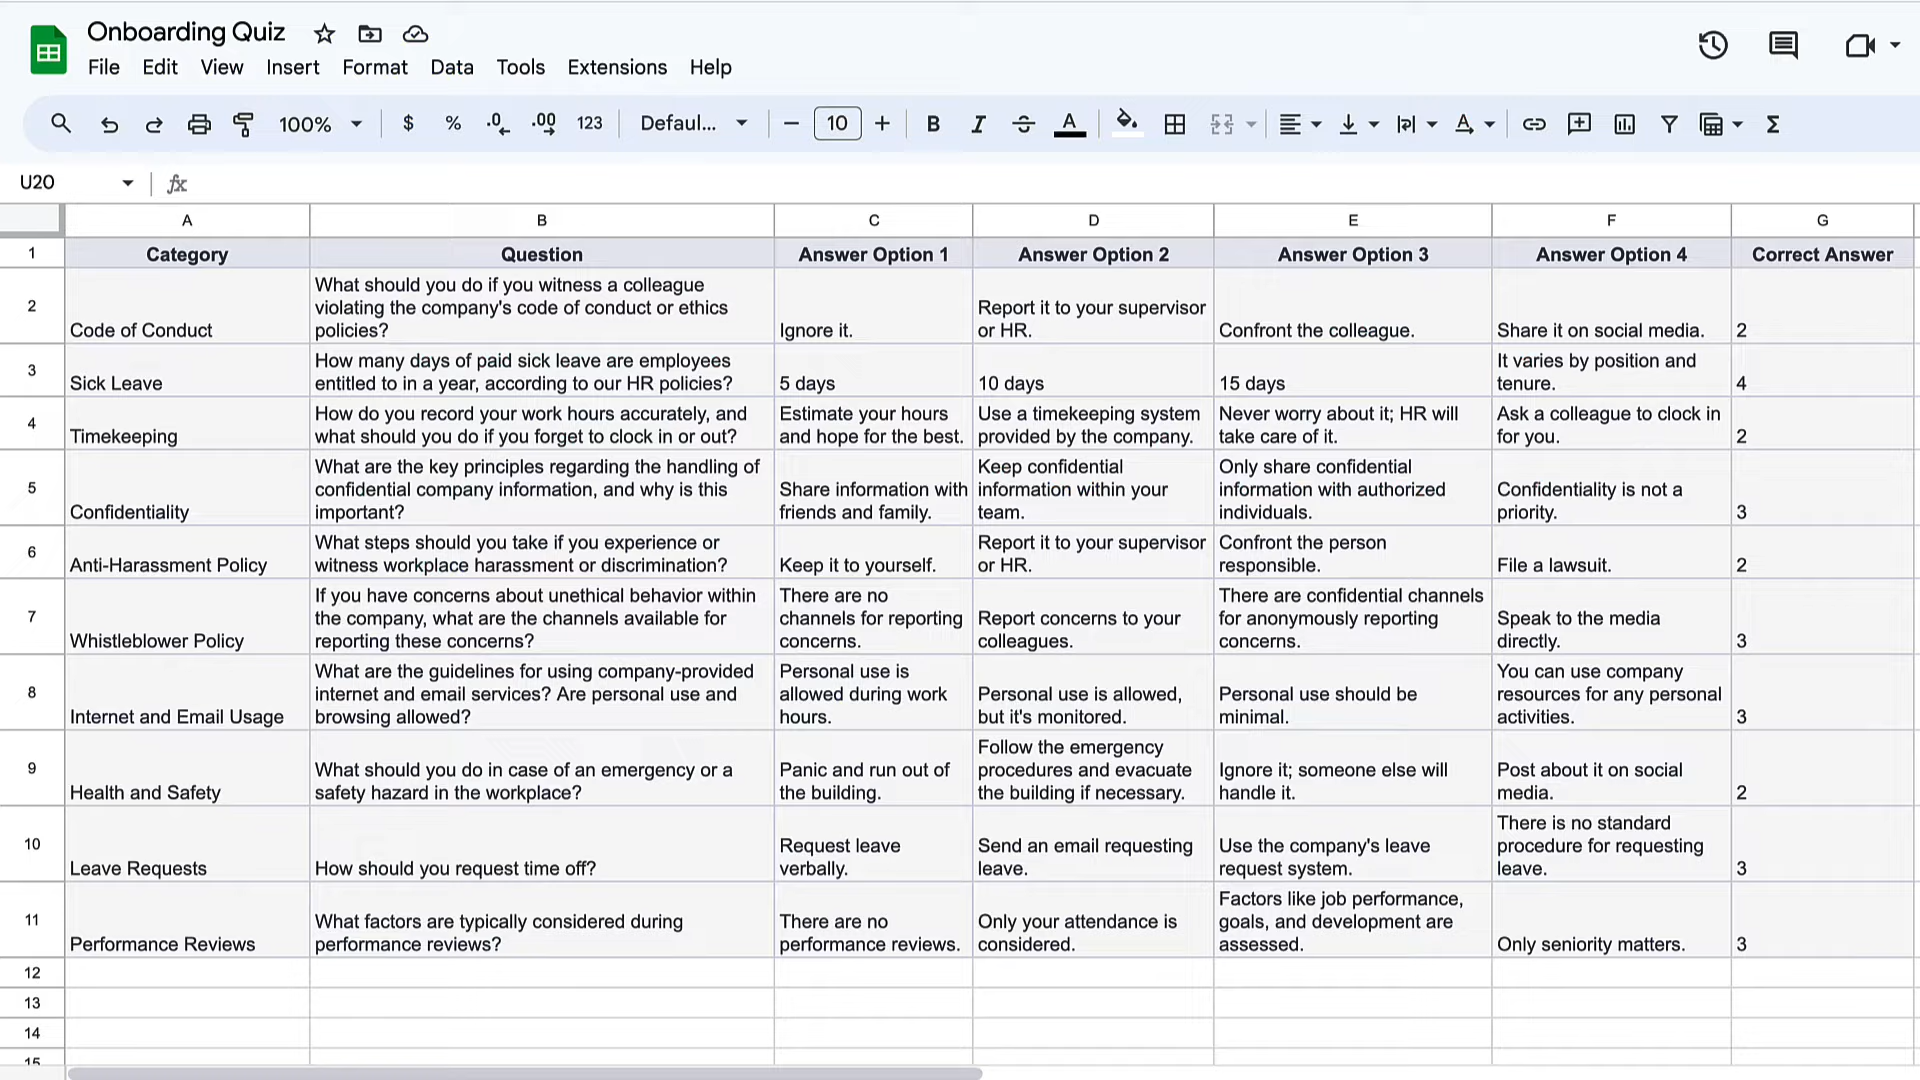 Onboarding Quiz
File Edit View Insert Format Data Tools Extensions Help
100% $ % .0 .00 123 Defaul... 10 B I A
U20 fx
A B C D E F G
1 Category Question Answer Option 1 Answer Option 2 Answer Option 3 Answer Option 4 Correct Answer
2 Code of Conduct
What should you do if you witness a colleague
violating the company's code of conduct or ethics
policies?
Ignore it.
Report it to your supervisor
or HR.
Confront the colleague.
Share it on social media.
2
3 Sick Leave
How many days of paid sick leave are employees
entitled to in a year, according to our HR policies?
5 days
10 days
15 days
It varies by position and
tenure.
4
4 Timekeeping
How do you record your work hours accurately, and
what should you do if you forget to clock in or out?
Estimate your hours
and hope for the best.
Use a timekeeping system
provided by the company.
Never worry about it; HR will
take care of it.
Ask a colleague to clock in
for you.
2
5 Confidentiality
What are the key principles regarding the handling of
confidential company information, and why is this
important?
Share information with
friends and family.
Keep confidential
information within your
team.
Only share confidential
information with authorized
individuals.
Confidentiality is not a
priority.
3
6 Anti-Harassment Policy
What steps should you take if you experience or
witness workplace harassment or discrimination?
Keep it to yourself.
Report it to your supervisor
or HR.
Confront the person
responsible.
File a lawsuit.
2
7 Whistleblower Policy
If you have concerns about unethical behavior within
the company, what are the channels available for
reporting these concerns?
There are no
channels for reporting
concerns.
Report concerns to your
colleagues.
There are confidential channels
for anonymously reporting
concerns.
Speak to the media
directly.
3
8 Internet and Email Usage
What are the guidelines for using company-provided
internet and email services? Are personal use and
browsing allowed?
Personal use is
allowed during work
hours.
Personal use is allowed,
but it's monitored.
Personal use should be
minimal.
You can use company
resources for any personal
activities.
3
9 Health and Safety
What should you do in case of an emergency or a
safety hazard in the workplace?
Panic and run out of
the building.
Follow the emergency
procedures and evacuate
the building if necessary.
Ignore it; someone else will
handle it.
Post about it on social
media.
2
10 Leave Requests
How should you request time off?
Request leave
verbally.
Send an email requesting
leave.
Use the company's leave
request system.
There is no standard
procedure for requesting
leave.
3
11 Performance Reviews
What factors are typically considered during
performance reviews?
There are no
performance reviews.
Only your attendance is
considered.
Factors like job performance,
goals, and development are
assessed.
Only seniority matters.
3
12
13
14
15